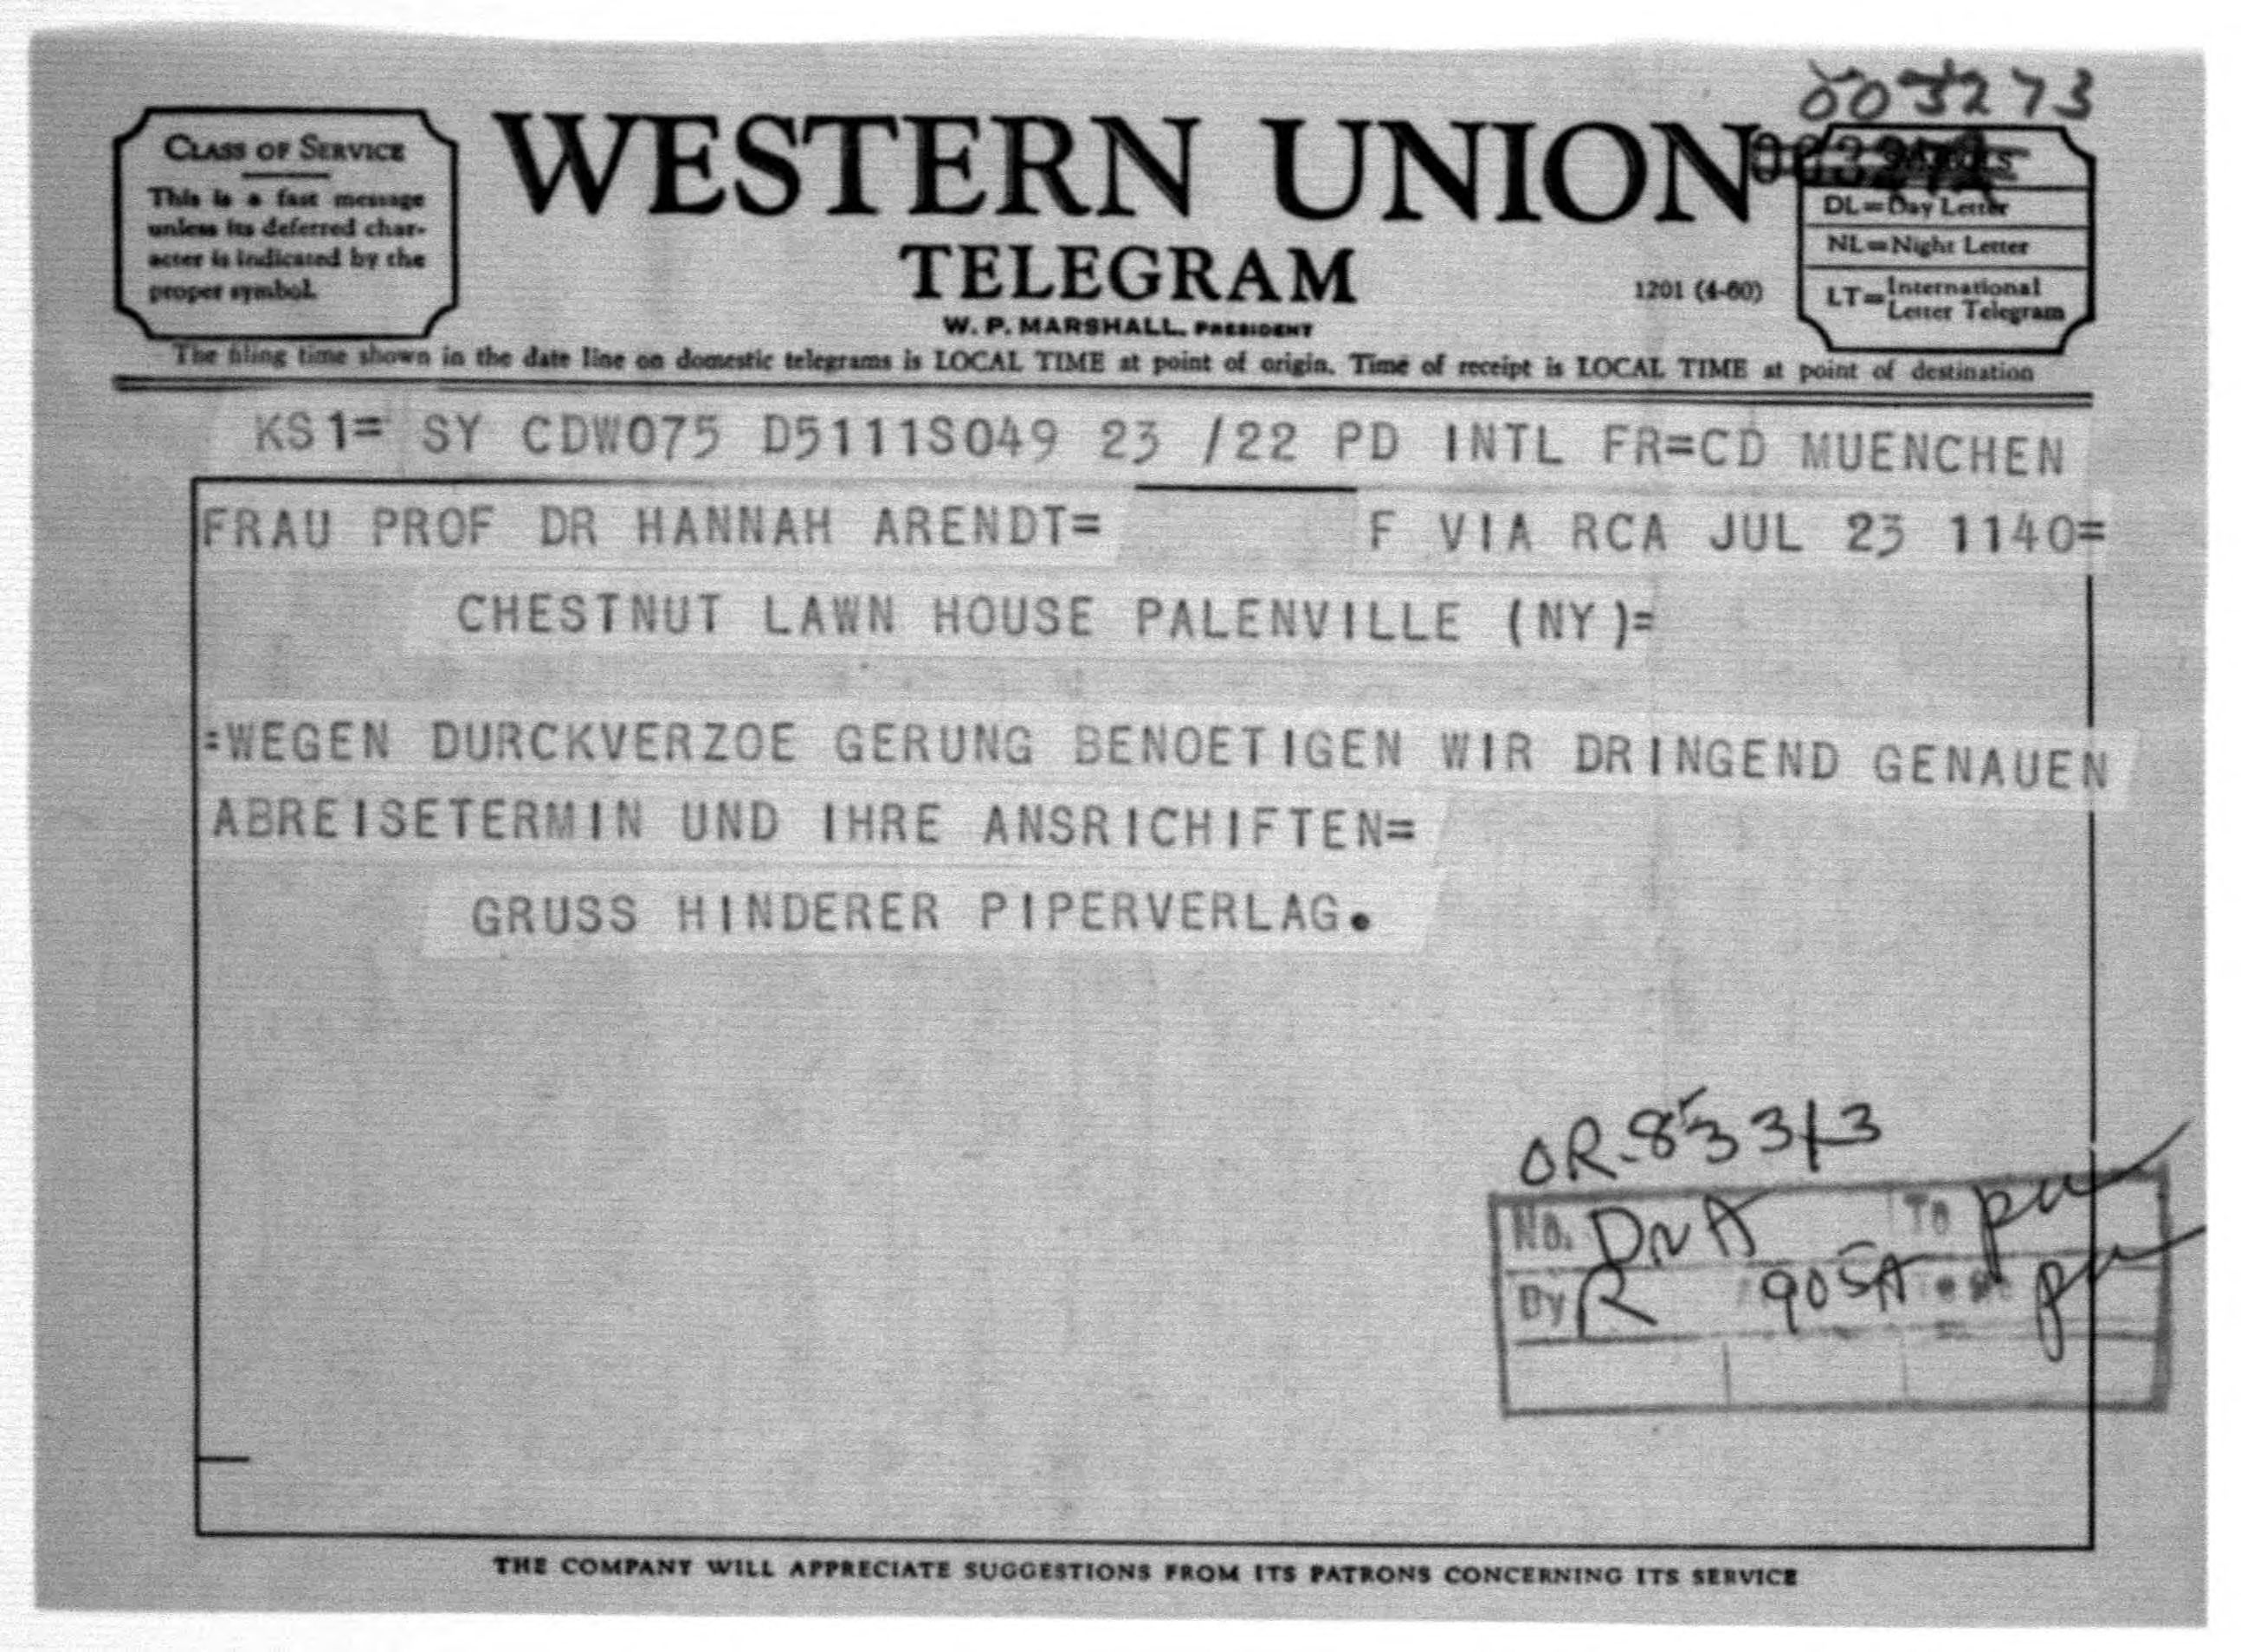 003273
CLASS OF SERVICE
This is a fast message
unless its deferred char-
acter is indicated by the
proper symbol.
WESTERN UNION
TELEGRAM
W. P. MARSHALL, PRESIDENT
1201 (4-60)
DL=Day Letter
NL=Night Letter
LT=International Letter Telegram
The filing time shown in the date line on domestic telegrams is LOCAL TIME at point of origin. Time of receipt is LOCAL TIME at point of destination
KS1= SY CDW075 D5111S049 23 /22 PD INTL FR=CD MUENCHEN
FRAU PROF DR HANNAH ARENDT= F VIA RCA JUL 23 1140=
CHESTNUT LAWN HOUSE PALENVILLE (NY)=
=WEGEN DURCKVERZOE GERUNG BENOETIGEN WIR DRINGEND GENAUEN
ABREISETERMIN UND IHRE ANSRICHIFTEN=
GRUSS HINDERER PIPERVERLAG.
OR-8533
No. DNA To
By R 905A
THE COMPANY WILL APPRECIATE SUGGESTIONS FROM ITS PATRONS CONCERNING ITS SERVICE